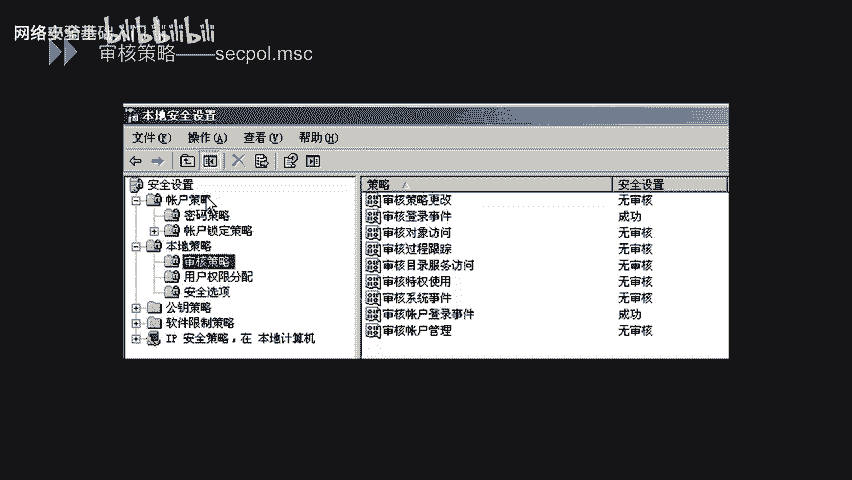 网络安全基础入门
bilibili
审核策略——secpol.msc
本地安全设置
文件(F) 操作(A) 查看(V) 帮助(H)
安全设置
帐户策略
密码策略
帐户锁定策略
本地策略
审核策略
用户权限分配
安全选项
公钥策略
软件限制策略
IP 安全策略，在 本地计算机
策略 安全设置
审核策略更改 无审核
审核登录事件 成功
审核对象访问 无审核
审核过程跟踪 无审核
审核目录服务访问 无审核
审核特权使用 无审核
审核系统事件 无审核
审核帐户登录事件 成功
审核帐户管理 无审核